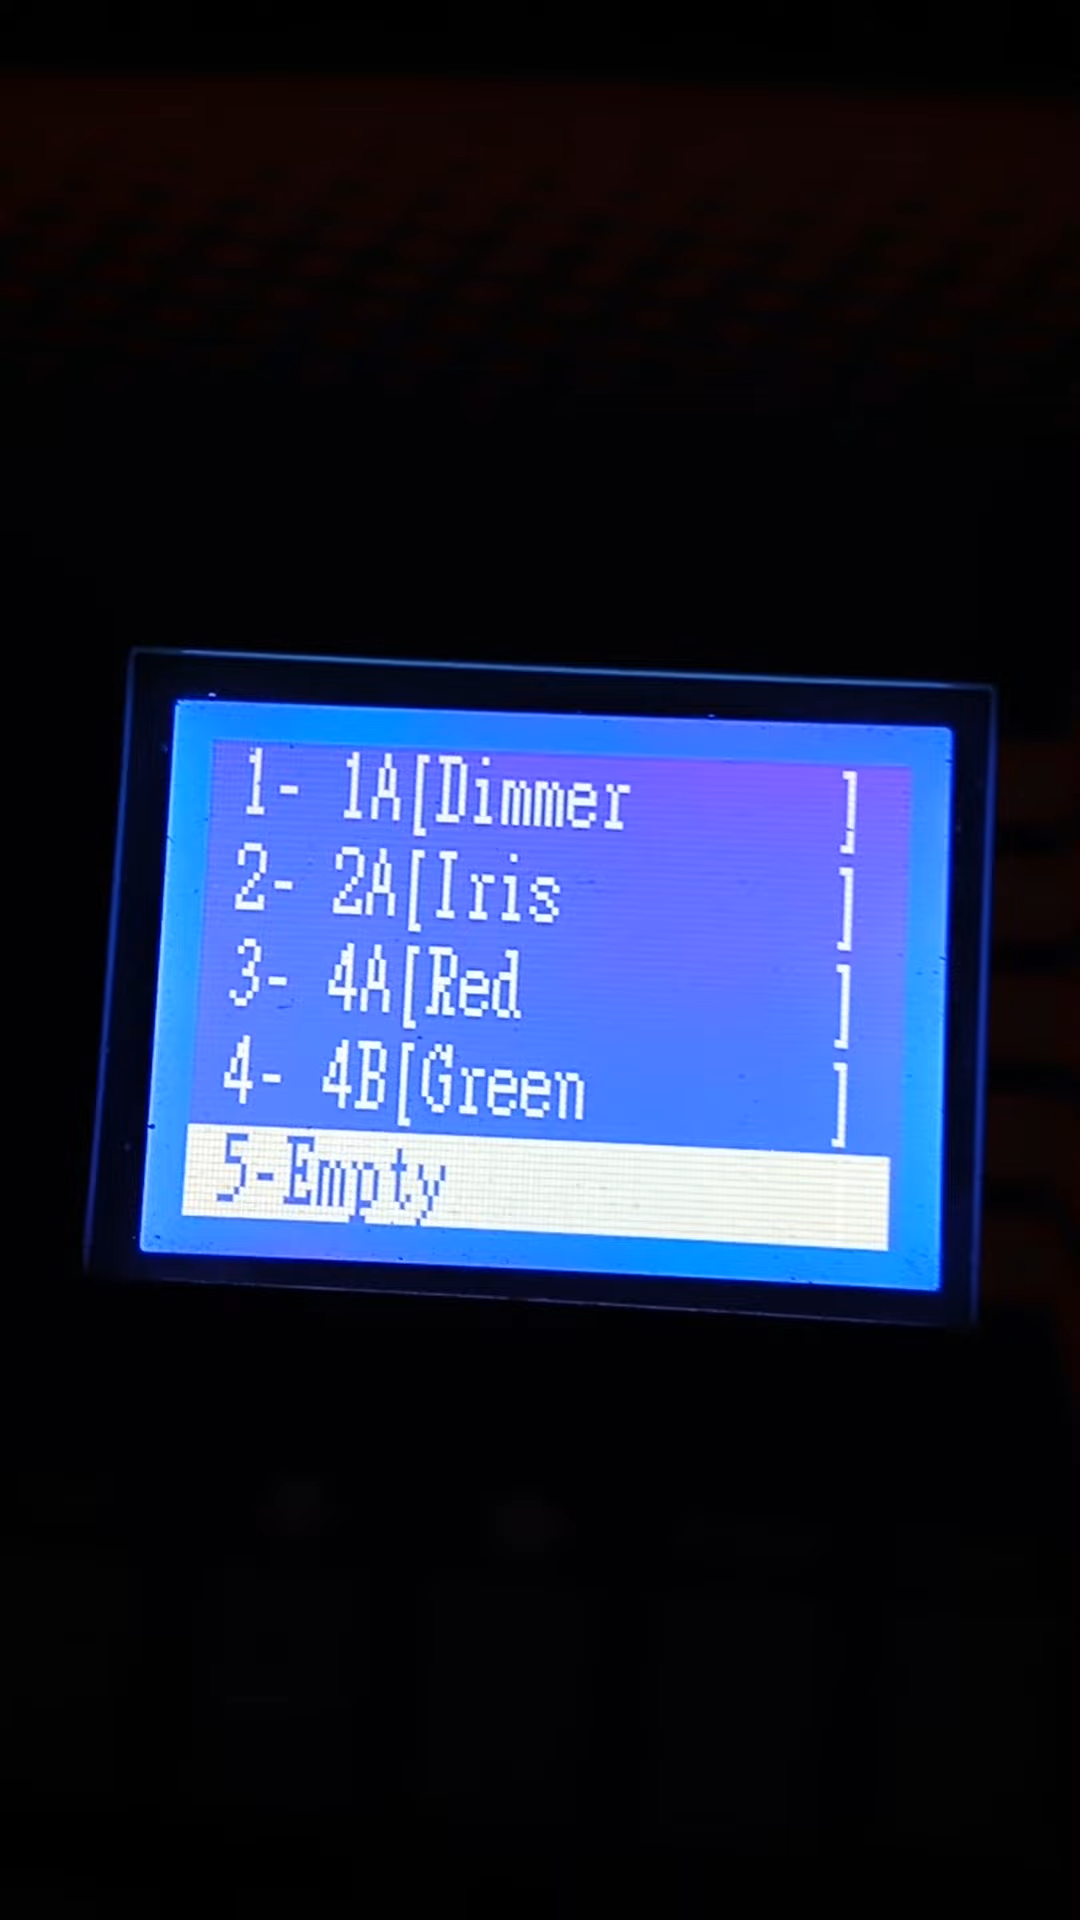 1- 1A[Dimmer ]
2- 2A[Iris ]
3- 4A[Red ]
4- 4B[Green ]
5-Empty